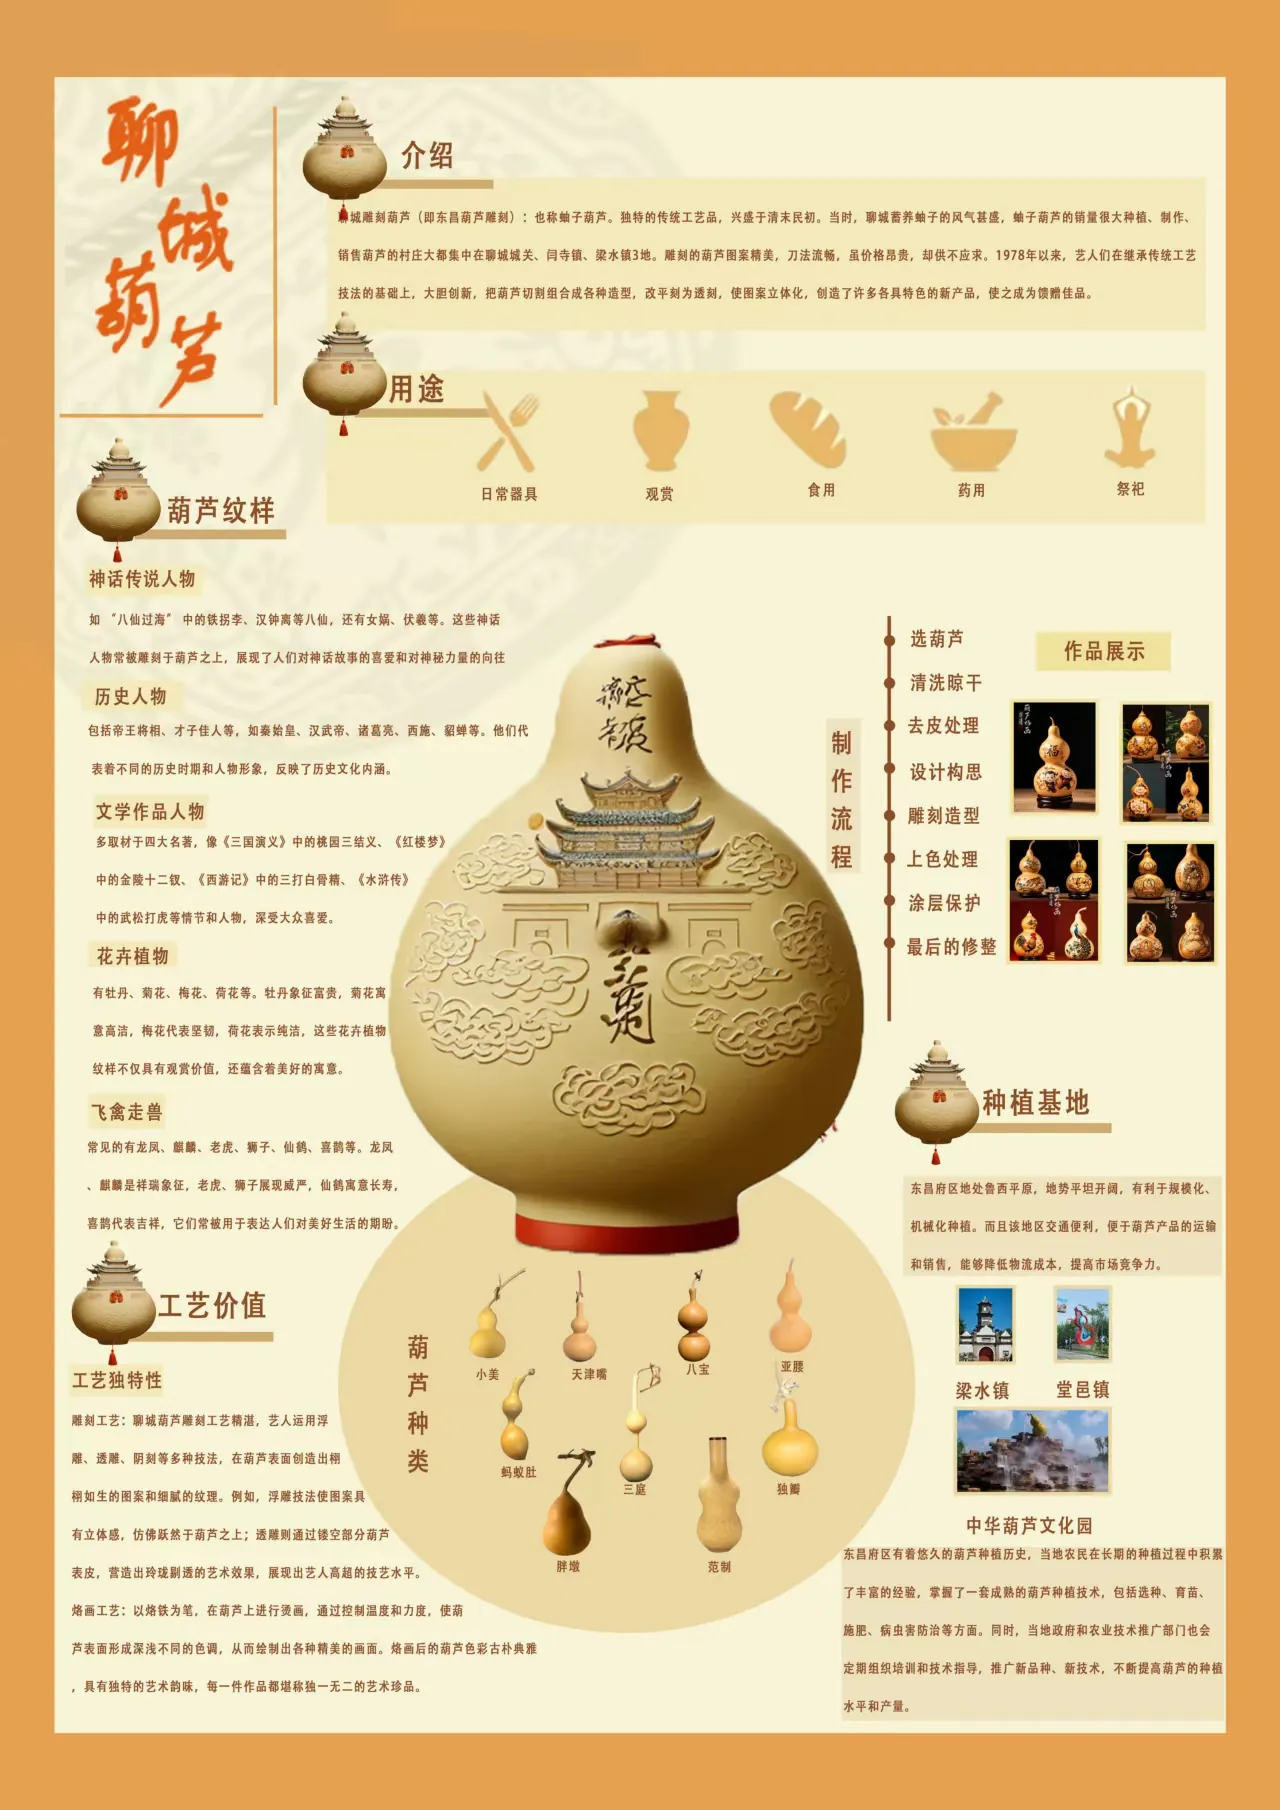 聊城葫芦
介绍
聊城雕刻葫芦（即东昌葫芦雕刻）：也称蚰子葫芦。独特的传统工艺品，兴盛于清末民初。当时，聊城蓄养蚰子的风气甚盛，蚰子葫芦的销量很大种植、制作、
销售葫芦的村庄大都集中在聊城城关、闫寺镇、梁水镇3地。雕刻的葫芦图案精美，刀法流畅，虽价格昂贵，却供不应求。1978年以来，艺人们在继承传统工艺
技法的基础上，大胆创新，把葫芦切割组合成各种造型，改平刻为透刻，使图案立体化，创造了许多各具特色的新产品，使之成为馈赠佳品。
用途
日常器具
观赏
食用
药用
祭祀
葫芦纹样
神话传说人物
如 “八仙过海” 中的铁拐李、汉钟离等八仙，还有女娲、伏羲等。这些神话
人物常被雕刻于葫芦之上，展现了人们对神话故事的喜爱和对神秘力量的向往
历史人物
包括帝王将相、才子佳人等，如秦始皇、汉武帝、诸葛亮、西施、貂蝉等。他们代
表着不同的历史时期和人物形象，反映了历史文化内涵。
文学作品人物
多取材于四大名著，像《三国演义》中的桃园三结义、《红楼梦》
中的金陵十二钗、《西游记》中的三打白骨精、《水浒传》
中的武松打虎等情节和人物，深受大众喜爱。
花卉植物
有牡丹、菊花、梅花、荷花等。牡丹象征富贵，菊花寓
意高洁，梅花代表坚韧，荷花表示纯洁，这些花卉植物
纹样不仅具有观赏价值，还蕴含着美好的寓意。
飞禽走兽
常见的有龙凤、麒麟、老虎、狮子、仙鹤、喜鹊等。龙凤
、麒麟是祥瑞象征，老虎、狮子展现威严，仙鹤寓意长寿，
喜鹊代表吉祥，它们常被用于表达人们对美好生活的期盼。
工艺价值
工艺独特性
雕刻工艺：聊城葫芦雕刻工艺精湛，艺人运用浮
雕、透雕、阴刻等多种技法，在葫芦表面创造出栩
栩如生的图案和细腻的纹理。例如，浮雕技法使图案具
有立体感，仿佛跃然于葫芦之上；透雕则通过镂空部分葫芦
表皮，营造出玲珑剔透的艺术效果，展现出艺人高超的技艺水平。
烙画工艺：以烙铁为笔，在葫芦上进行烫画，通过控制温度和力度，使葫
芦表面形成深浅不同的色调，从而绘制出各种精美的画面。烙画后的葫芦色彩古朴典雅
，具有独特的艺术韵味，每一件作品都堪称独一无二的艺术珍品。
制作流程
选葫芦
清洗晾干
去皮处理
设计构思
雕刻造型
上色处理
涂层保护
最后的修整
作品展示
福
葫芦种类
小美
天津嘴
八宝
亚腰
蚂蚁肚
三庭
独瓣
胖墩
范制
种植基地
东昌府区地处鲁西平原，地势平坦开阔，有利于规模化、
机械化种植。而且该地区交通便利，便于葫芦产品的运输
和销售，能够降低物流成本，提高市场竞争力。
梁水镇
堂邑镇
中华葫芦文化园
东昌府区有着悠久的葫芦种植历史，当地农民在长期的种植过程中积累
了丰富的经验，掌握了一套成熟的葫芦种植技术，包括选种、育苗、
施肥、病虫害防治等方面。同时，当地政府和农业技术推广部门也会
定期组织培训和技术指导，推广新品种、新技术，不断提高葫芦的种植
水平和产量。